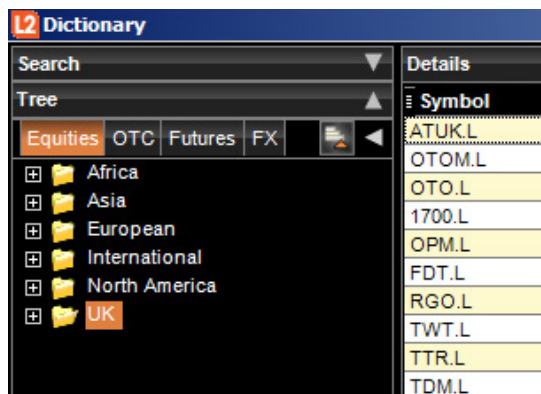 L2 Dictionary
Search
Tree
Equities OTC Futures FX
Africa
Asia
European
International
North America
UK
Details
Symbol
ATUK.L
OTOM.L
OTO.L
1700.L
OPM.L
FDT.L
RGO.L
TWT.L
TTR.L
TDM.L